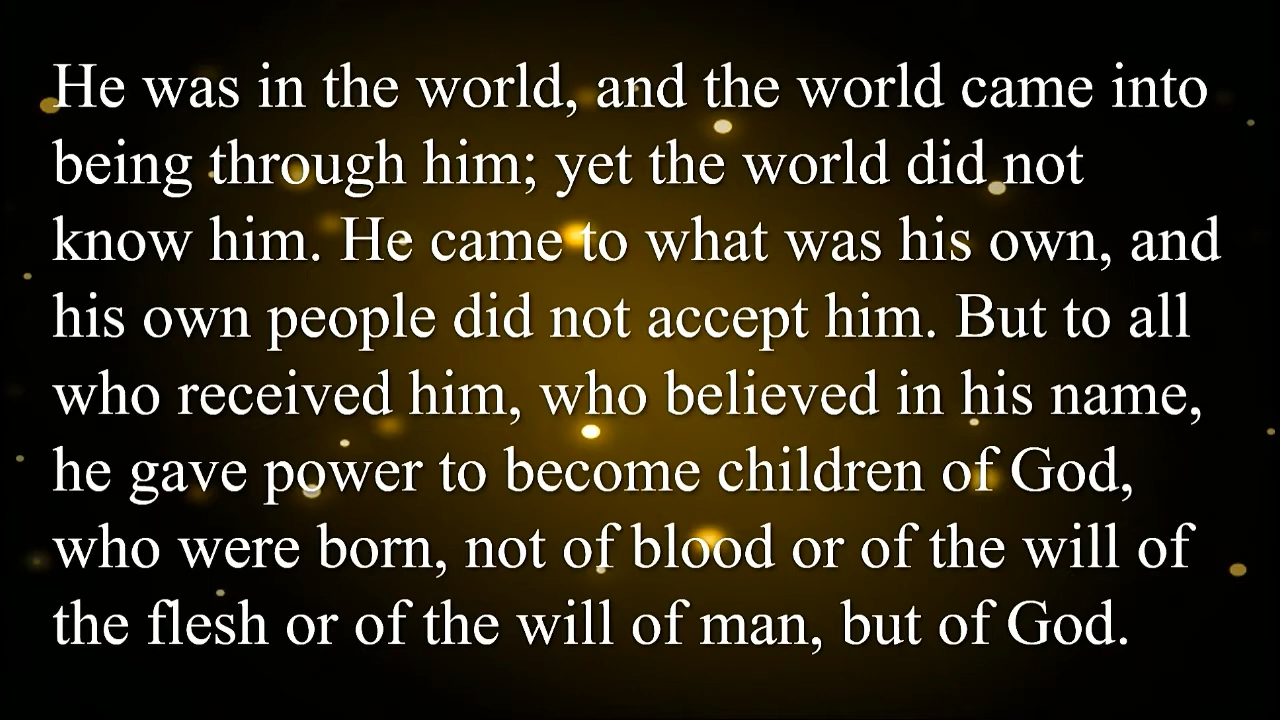 He was in the world, and the world came into
being through him; yet the world did not
know him. He came to what was his own, and
his own people did not accept him. But to all
who received him, who believed in his name,
he gave power to become children of God,
who were born, not of blood or of the will of
the flesh or of the will of man, but of God.